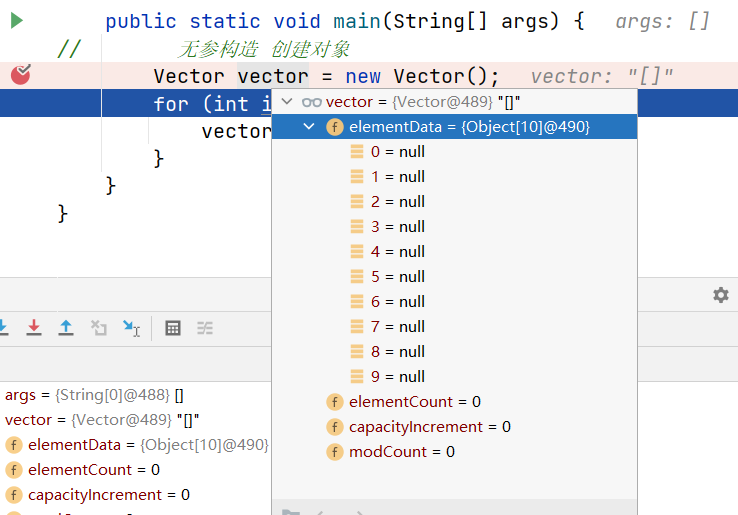 public static void main(String[] args) {   args: []
//        无参构造 创建对象
Vector vector = new Vector();   vector: "[]"
for (int i
vector
}
}
}
vector = {Vector@489} "[]"
f elementData = {Object[10]@490}
0 = null
1 = null
2 = null
3 = null
4 = null
5 = null
6 = null
7 = null
8 = null
9 = null
f elementCount = 0
f capacityIncrement = 0
f modCount = 0
args = {String[0]@488} []
vector = {Vector@489} "[]"
f elementData = {Object[10]@490}
f elementCount = 0
f capacityIncrement = 0